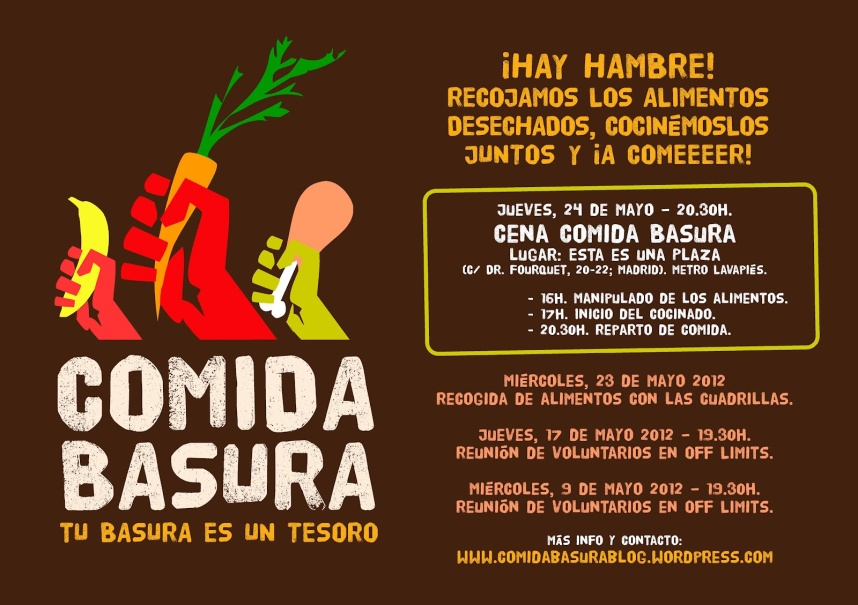 COMIDA
BASURA
TU BASURA ES UN TESORO
¡HAY HAMBRE!
RECOJAMOS LOS ALIMENTOS
DESECHADOS, COCINÉMOSLOS
JUNTOS Y ¡A COMEEEER!
JUEVES, 24 DE MAYO - 20.30H.
CENA COMIDA BASURA
LUGAR: ESTA ES UNA PLAZA
(C/ DR. FOURQUET, 20-22; MADRID). METRO LAVAPIÉS.
- 16H. MANIPULADO DE LOS ALIMENTOS.
- 17H. INICIO DEL COCINADO.
- 20.30H. REPARTO DE COMIDA.
MIÉRCOLES, 23 DE MAYO 2012
RECOGIDA DE ALIMENTOS CON LAS CUADRILLAS.
JUEVES, 17 DE MAYO 2012 - 19.30H.
REUNIÓN DE VOLUNTARIOS EN OFF LIMITS.
MIÉRCOLES, 9 DE MAYO 2012 - 19.30H.
REUNIÓN DE VOLUNTARIOS EN OFF LIMITS.
MÁS INFO Y CONTACTO:
WWW.COMIDABASURABLOG.WORDPRESS.COM